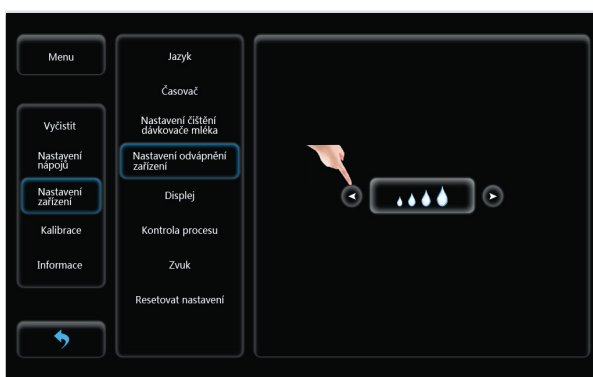 Menu
Vyčistit
Nastavení
nápojů
Nastavení
zařízení
Kalibrace
Informace
Jazyk
Časovač
Nastavení čištění
dávkovače mléka
Nastavení odvápnění
zařízení
Displej
Kontrola procesu
Zvuk
Resetovat nastavení